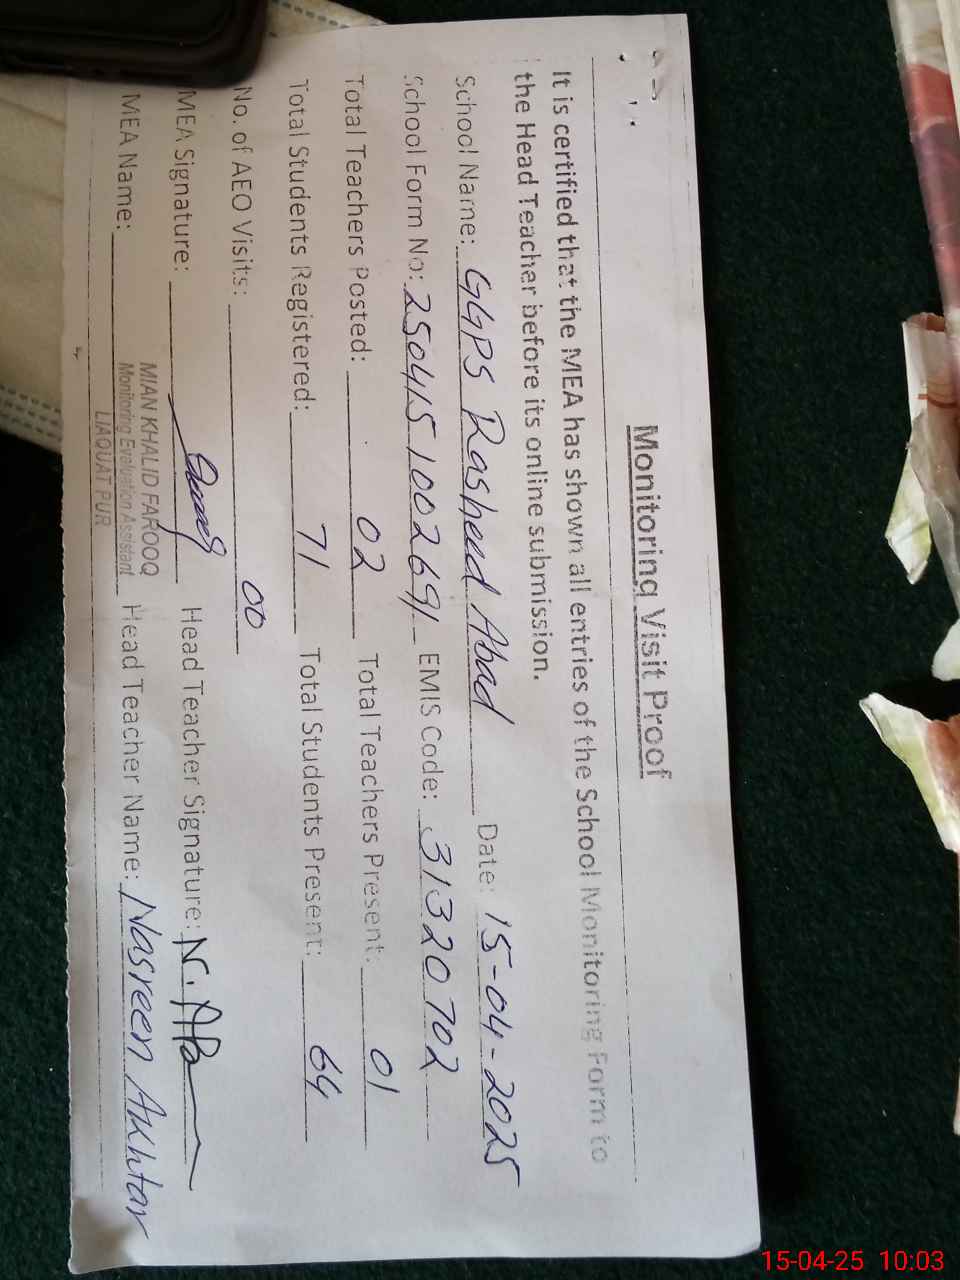 Monitoring Visit Proof
It is certified that the MEA has shown all entries of the School Monitoring Form to
the Head Teacher before its online submission.
School Name: GGPS Rasheed Abad Date: 15-04-2025
School Form No: 250415 1002691 EMIS Code: 31320702
Total Teachers Posted: 02 Total Teachers Present: 01
Total Students Registered: 71 Total Students Present: 64
No. of AEO Visits: 00
MEA Signature: Head Teacher Signature:
MIAN KHALID FAROOQ
MEA Name: Monitoring Evaluation Assistant Head Teacher Name: Nasreen Akhtar
LIAQUAT PUR
15-04-25 10:03